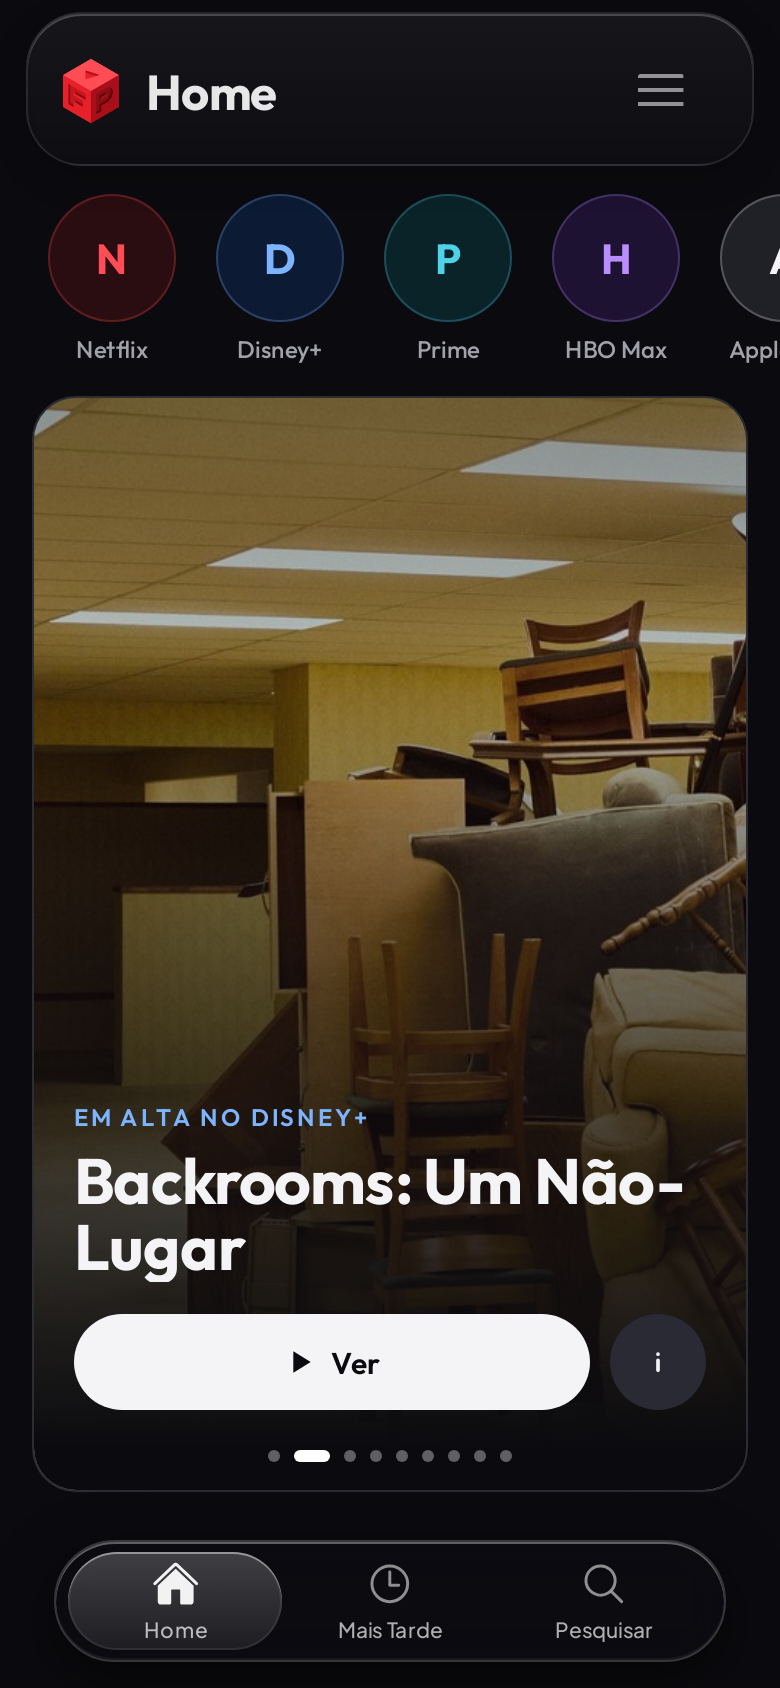 Home
N
D
P
H
Netflix
Disney+
Prime
HBO Max
EM ALTA NO DISNEY+
Backrooms: Um Não-
Lugar
Ver
i
Home
Mais Tarde
Pesquisar